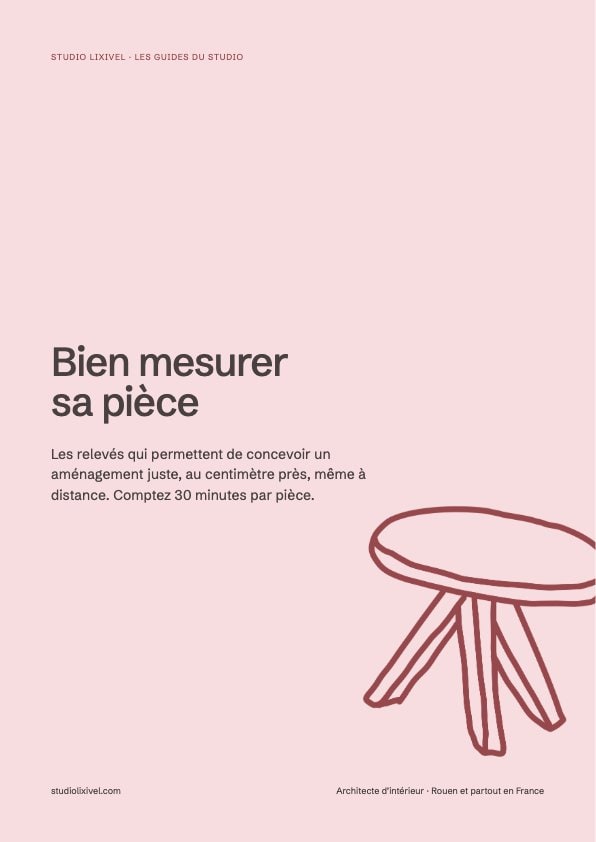 STUDIO LIXIVEL · LES GUIDES DU STUDIO
Bien mesurer
sa pièce
Les relevés qui permettent de concevoir un
aménagement juste, au centimètre près, même à
distance. Comptez 30 minutes par pièce.
studiolixivel.com
Architecte d'intérieur · Rouen et partout en France